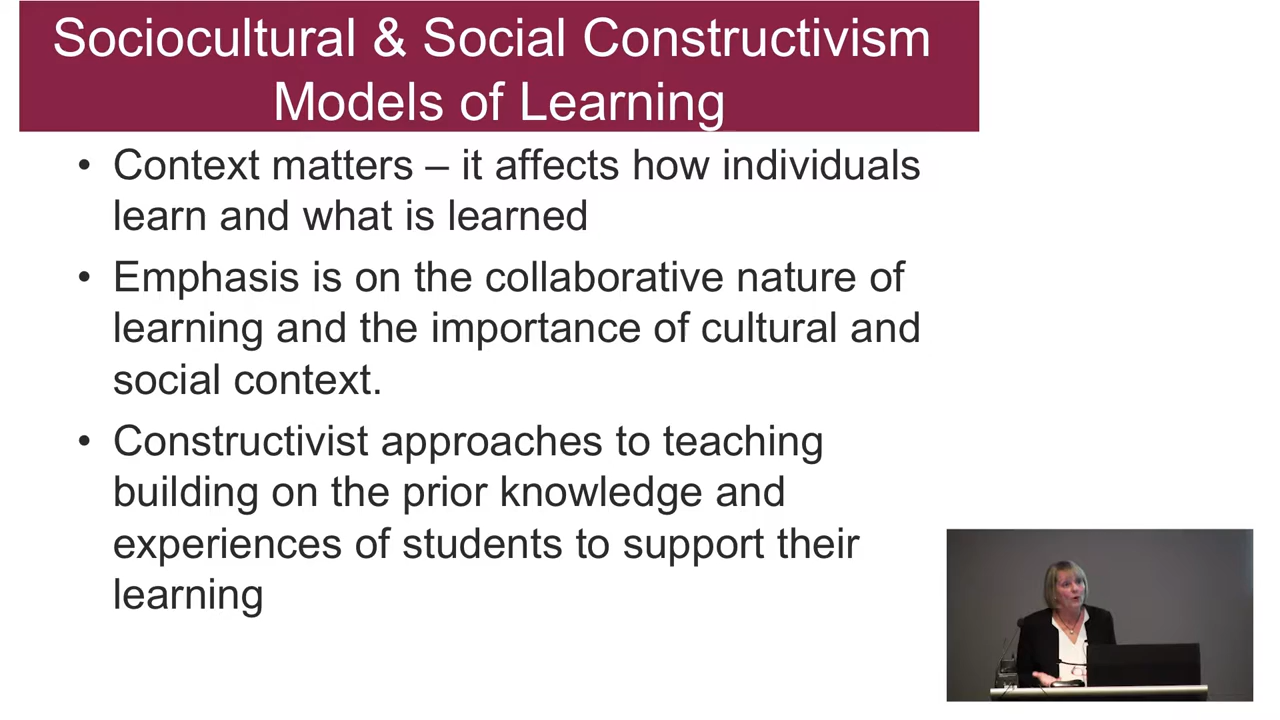 Sociocultural & Social Constructivism
Models of Learning
• Context matters – it affects how individuals
learn and what is learned
• Emphasis is on the collaborative nature of
learning and the importance of cultural and
social context.
• Constructivist approaches to teaching
building on the prior knowledge and
experiences of students to support their
learning